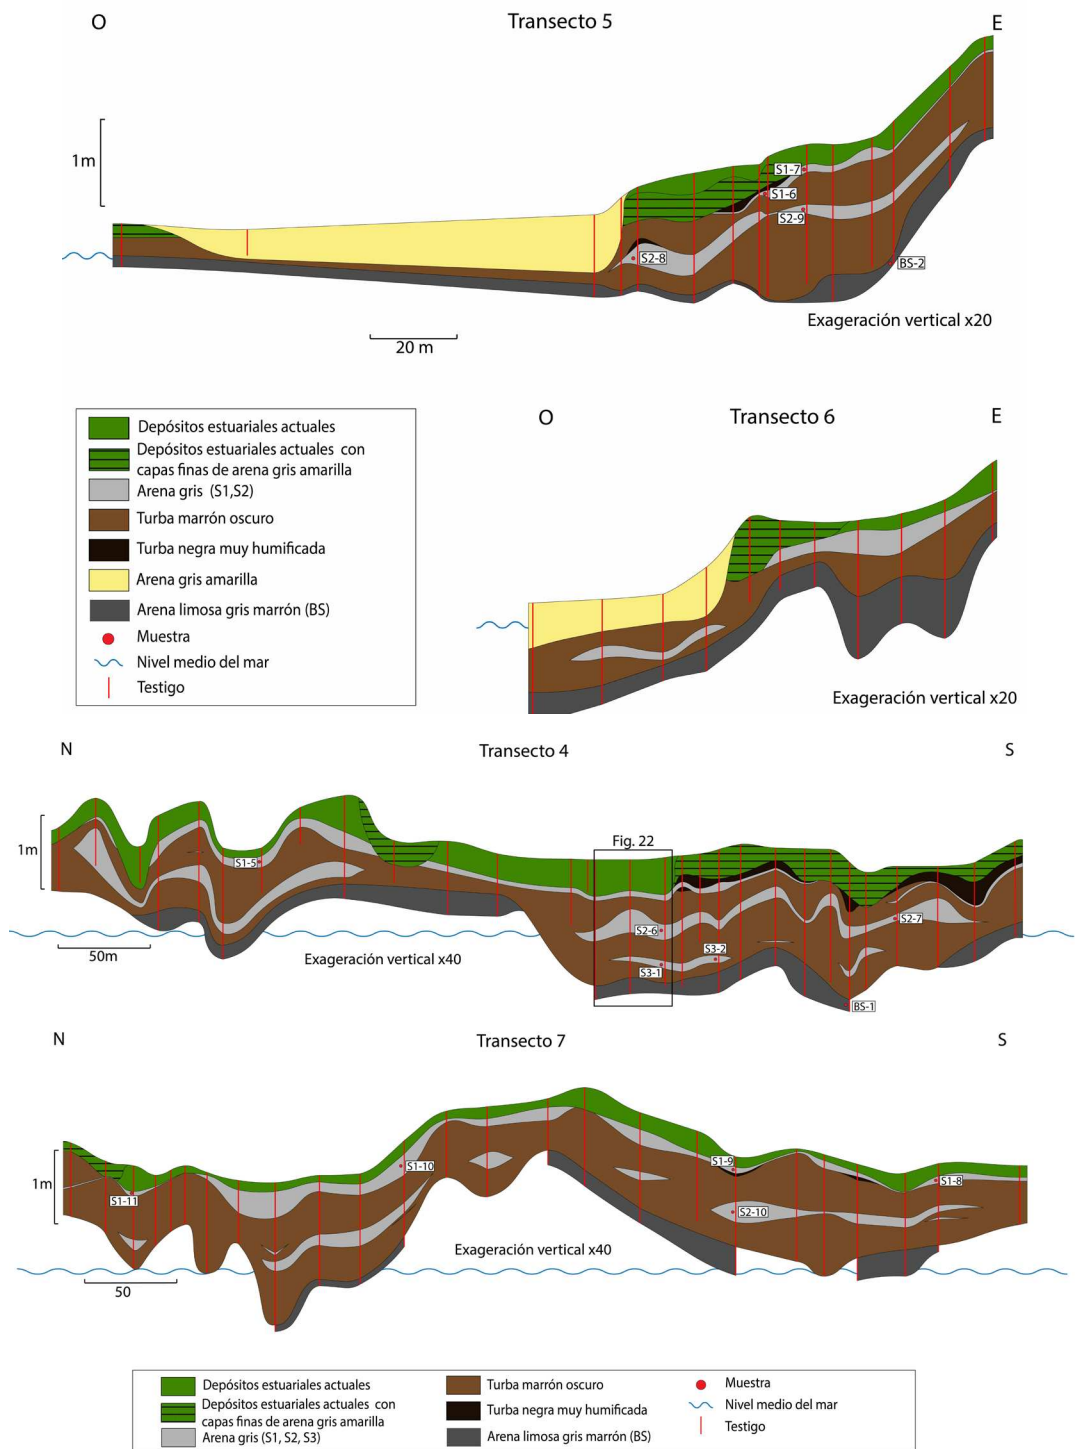 O
Transecto 5
E
1m
S1-7
S1-6
S2-9
S2-8
BS-2
Exageración vertical x20
20 m
Depósitos estuariales actuales
Depósitos estuariales actuales con
capas finas de arena gris amarilla
Arena gris (S1,S2)
Turba marrón oscuro
Turba negra muy humificada
Arena gris amarilla
Arena limosa gris marrón (BS)
Muestra
Nivel medio del mar
Testigo
O
Transecto 6
E
Exageración vertical x20
N
Transecto 4
S
1m
Fig. 22
S1-5
S2-7
S2-6
S3-2
S3-1
50m
Exageración vertical x40
BS-1
N
Transecto 7
S
1m
S1-10
S1-9
S1-8
S1-11
S2-10
Exageración vertical x40
50
Depósitos estuariales actuales
Depósitos estuariales actuales con
capas finas de arena gris amarilla
Arena gris (S1, S2, S3)
Turba marrón oscuro
Turba negra muy humificada
Arena limosa gris marrón (BS)
Muestra
Nivel medio del mar
Testigo